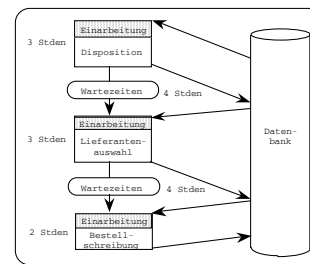 Einarbeitung
3 Stden
Disposition
Wartezeiten
4 Stden
Einarbeitung
3 Stden
Lieferanten-
auswahl
Daten-
bank
Wartezeiten
4 Stden
Einarbeitung
2 Stden
Bestell-
schreibung